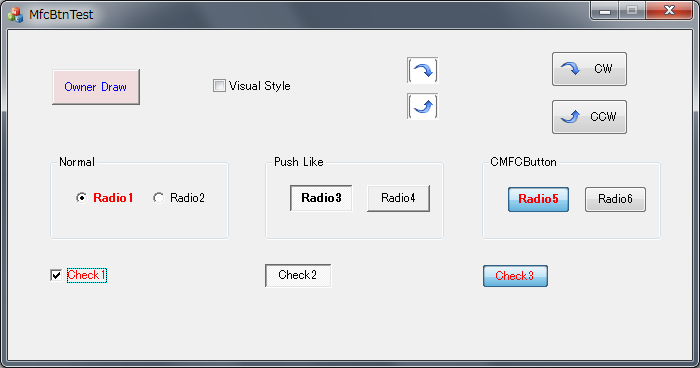 MfcBtnTest
Owner Draw
Visual Style
CW
CCW
Normal
Radio1 Radio2
Push Like
Radio3 Radio4
CMFCButton
Radio5 Radio6
Check1
Check2
Check3